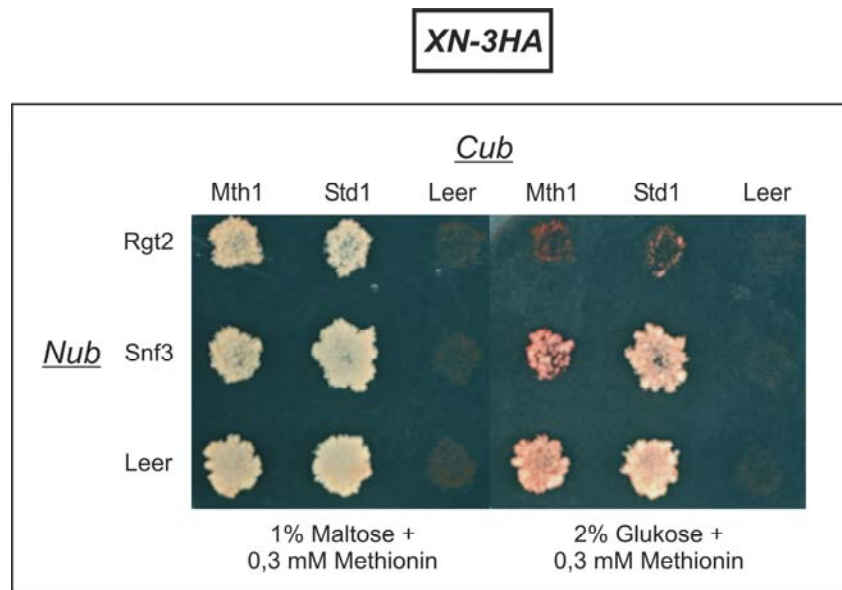 XN-3HA
Cub
Mth1 Std1 Leer Mth1 Std1 Leer
Rgt2
Nub Snf3
Leer
1% Maltose +
0,3 mM Methionin
2% Glukose +
0,3 mM Methionin